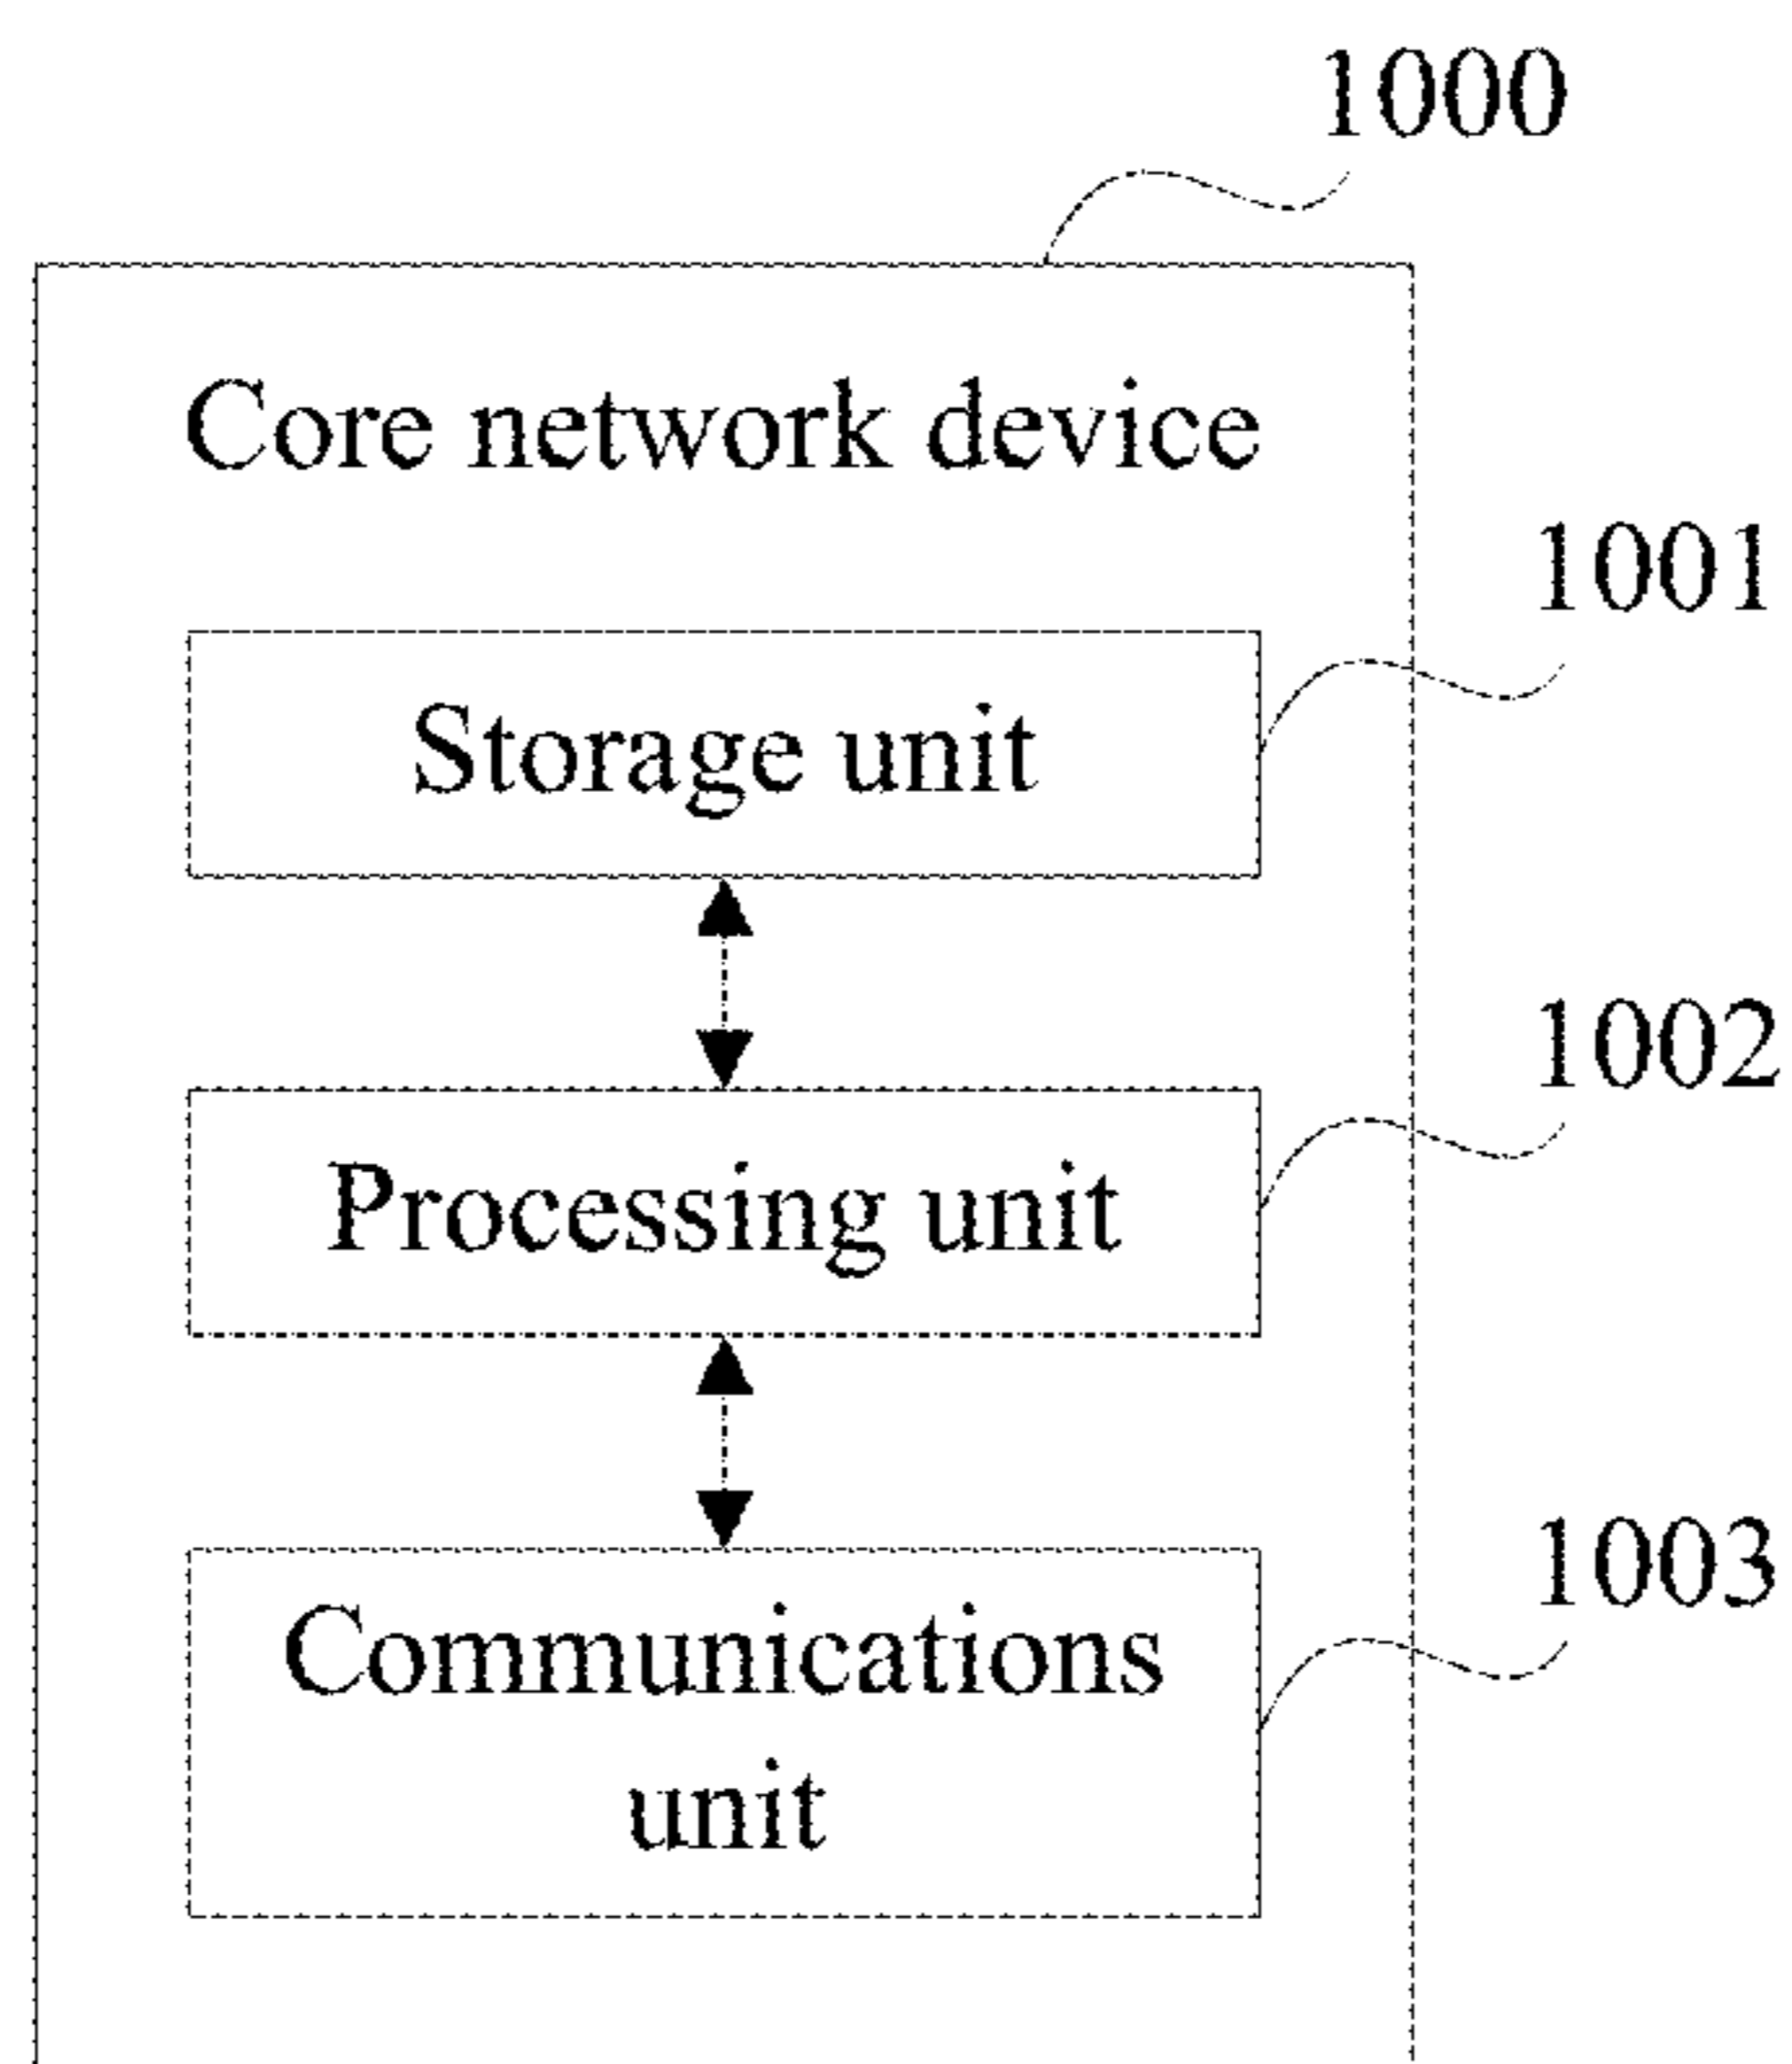 1000
Core network device
1001
Storage unit
1002
Processing unit
1003
Communications
unit